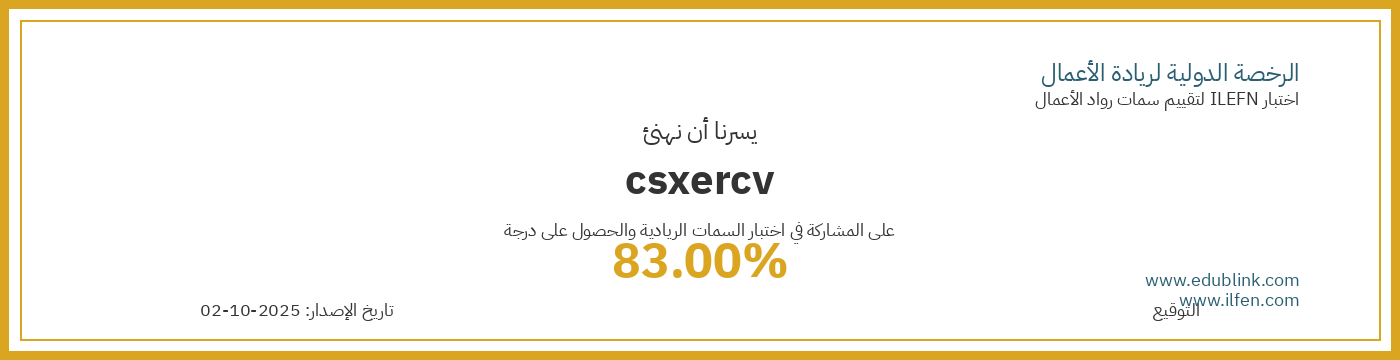 الرخصة الدولية لريادة الأعمال
اختبار ILEFN لتقييم سمات رواد الأعمال
يسرنا أن نهنئ
csxercv
على المشاركة في اختبار السمات الريادية والحصول على درجة
83.00%
www.edublink.com
www.ilfen.com
التوقيع
تاريخ الإصدار: 2025-10-02